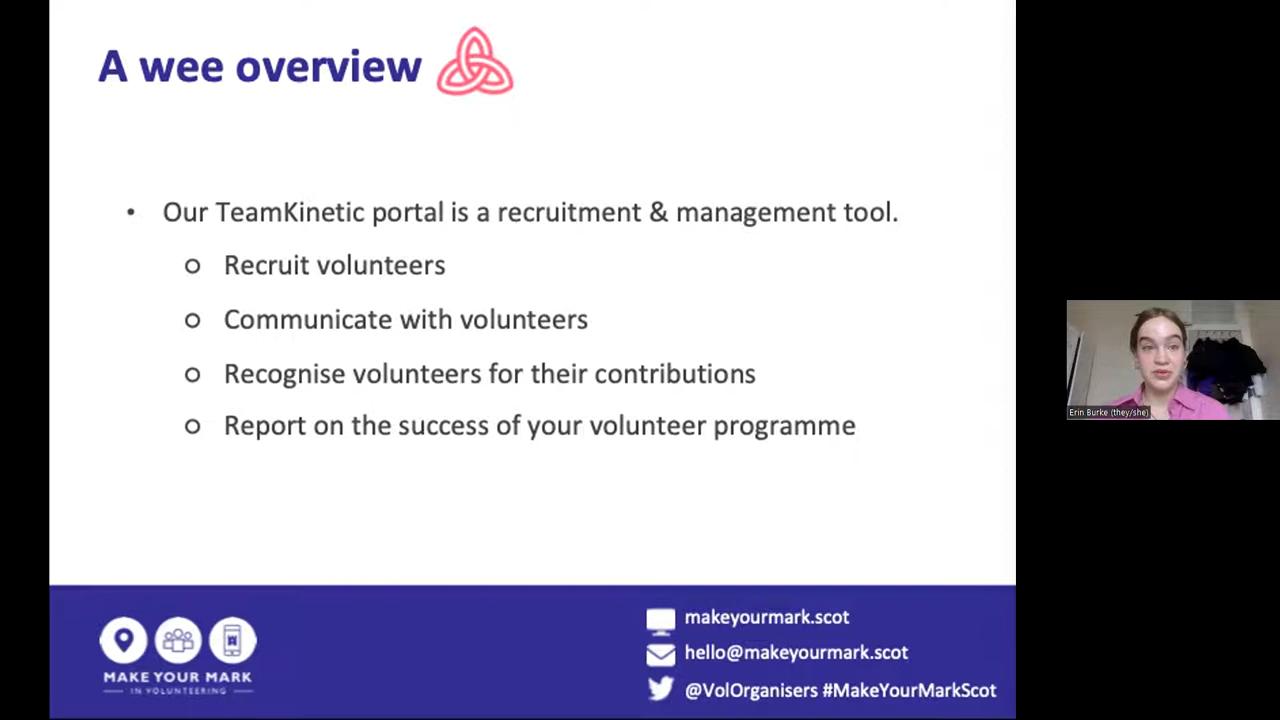 A wee overview
• Our TeamKinetic portal is a recruitment & management tool.
o Recruit volunteers
o Communicate with volunteers
o Recognise volunteers for their contributions
o Report on the success of your volunteer programme
Erin Burke (they/she)
makeyourmark.scot
hello@makeyourmark.scot
@VolOrganisers #MakeYourMarkScot
MAKE YOUR MARK
IN VOLUNTEERING